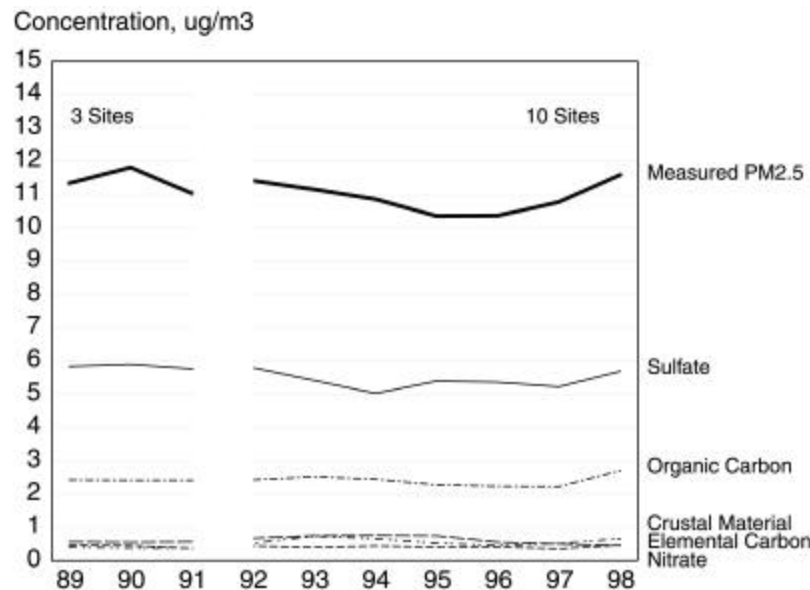 Concentration, ug/m3
15
14
13
12
11
10
9
8
7
6
5
4
3
2
1
0
3 Sites
10 Sites
Measured PM2.5
Sulfate
Organic Carbon
Crustal Material
Elemental Carbon
Nitrate
89 90 91 92 93 94 95 96 97 98